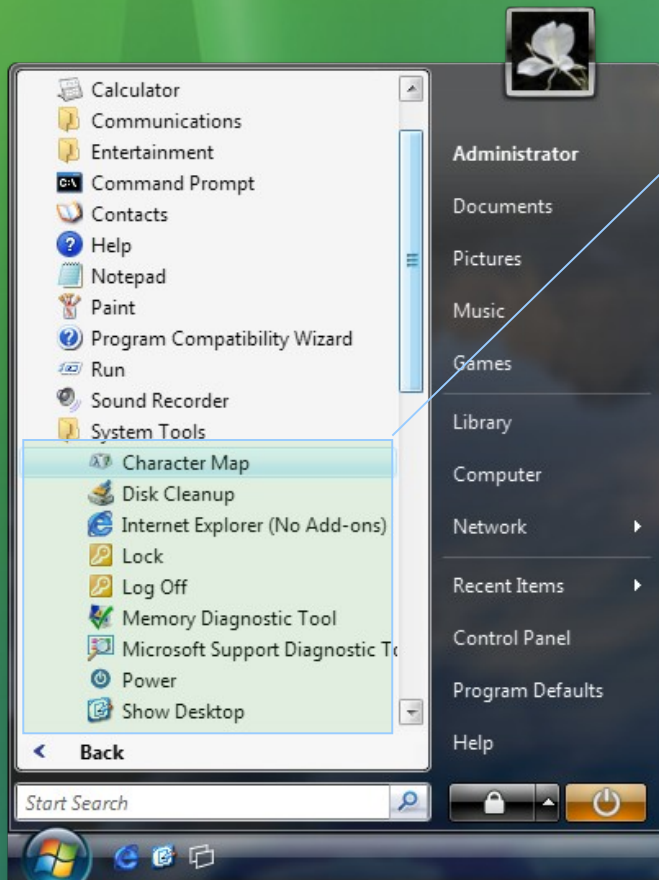 Calculator
Communications
Entertainment
Command Prompt
Contacts
Help
Notepad
Paint
Program Compatibility Wizard
Run
Sound Recorder
System Tools
Character Map
Disk Cleanup
Internet Explorer (No Add-ons)
Lock
Log Off
Memory Diagnostic Tool
Microsoft Support Diagnostic To
Power
Show Desktop
Back
Start Search
Administrator
Documents
Pictures
Music
Games
Library
Computer
Network
Recent Items
Control Panel
Program Defaults
Help